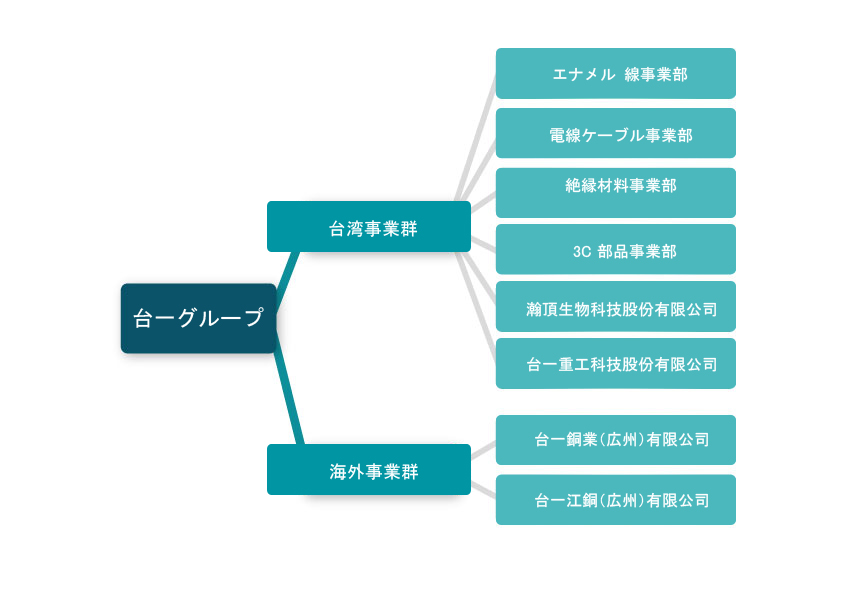 台一グループ
台湾事業群
エナメル 線事業部
電線ケーブル事業部
絶縁材料事業部
3C 部品事業部
瀚頂生物科技股份有限公司
台一重工科技股份有限公司
海外事業群
台一銅業(広州)有限公司
台一江銅(広州)有限公司